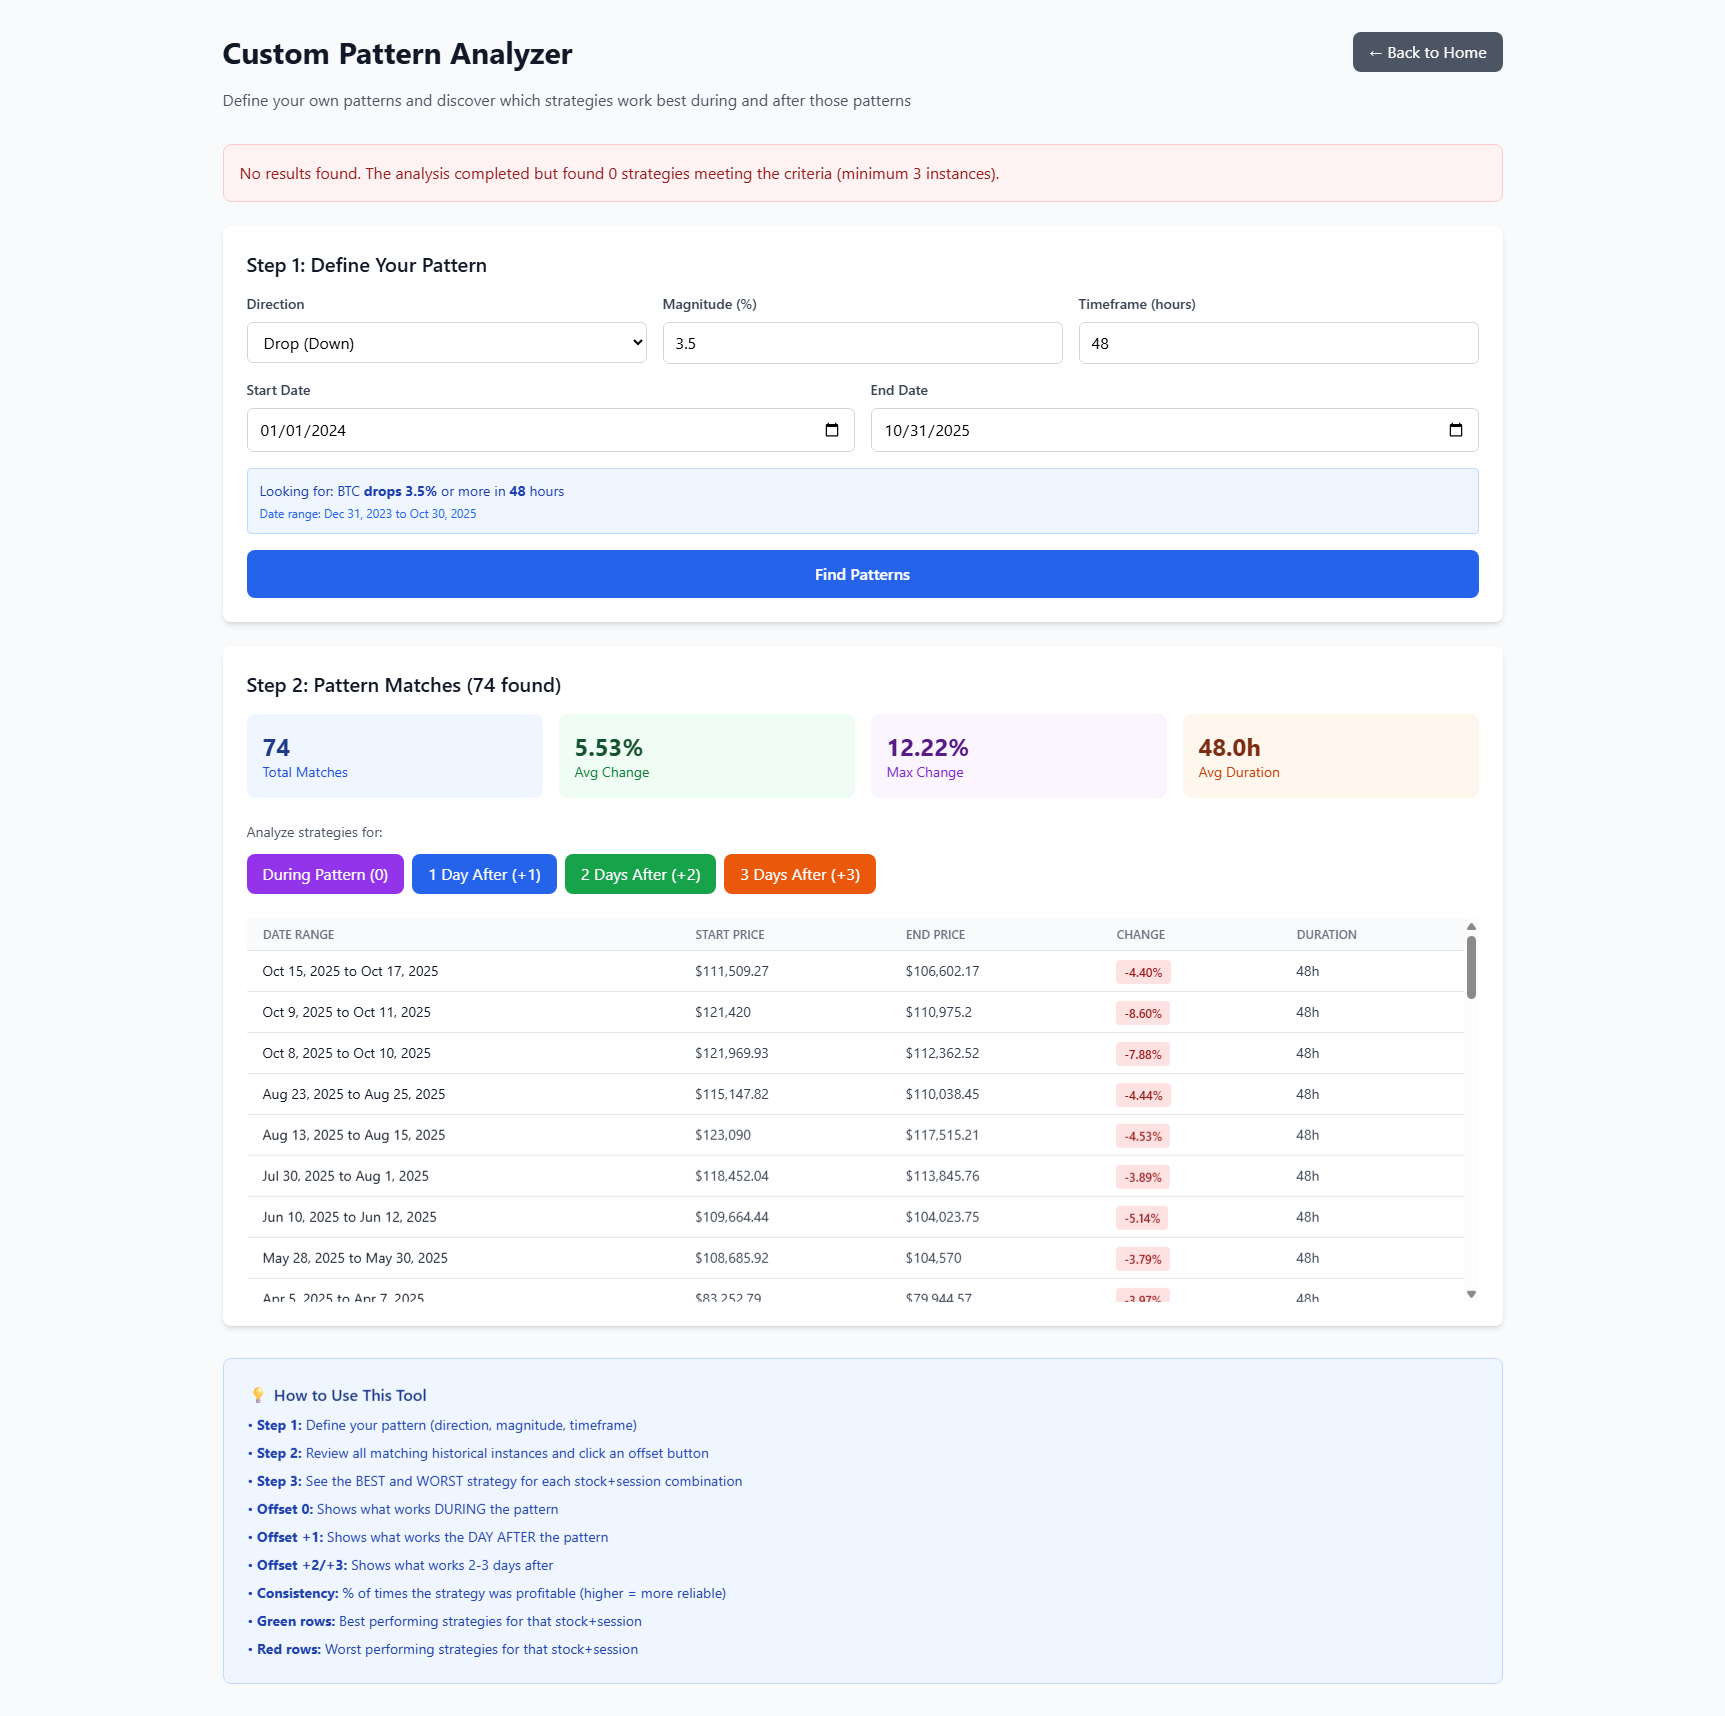 Custom Pattern Analyzer
← Back to Home
Define your own patterns and discover which strategies work best during and after those patterns
No results found. The analysis completed but found 0 strategies meeting the criteria (minimum 3 instances).
Step 1: Define Your Pattern
Direction Magnitude (%) Timeframe (hours)
Drop (Down) 3.5 48
Start Date End Date
01/01/2024 10/31/2025
Looking for: BTC drops 3.5% or more in 48 hours
Date range: Dec 31, 2023 to Oct 30, 2025
Find Patterns
Step 2: Pattern Matches (74 found)
74 5.53% 12.22% 48.0h
Total Matches Avg Change Max Change Avg Duration
Analyze strategies for:
During Pattern (0) 1 Day After (+1) 2 Days After (+2) 3 Days After (+3)
DATE RANGE START PRICE END PRICE CHANGE DURATION
Oct 15, 2025 to Oct 17, 2025 $111,509.27 $106,602.17 -4.40% 48h
Oct 9, 2025 to Oct 11, 2025 $121,420 $110,975.2 -8.60% 48h
Oct 8, 2025 to Oct 10, 2025 $121,969.93 $112,362.52 -7.88% 48h
Aug 23, 2025 to Aug 25, 2025 $115,147.82 $110,038.45 -4.44% 48h
Aug 13, 2025 to Aug 15, 2025 $123,090 $117,515.21 -4.53% 48h
Jul 30, 2025 to Aug 1, 2025 $118,452.04 $113,845.76 -3.89% 48h
Jun 10, 2025 to Jun 12, 2025 $109,664.44 $104,023.75 -5.14% 48h
May 28, 2025 to May 30, 2025 $108,685.92 $104,570 -3.79% 48h
Apr 5, 2025 to Apr 7, 2025 $83,252.79 $79,944.57 -3.97% 48h
💡 How to Use This Tool
• Step 1: Define your pattern (direction, magnitude, timeframe)
• Step 2: Review all matching historical instances and click an offset button
• Step 3: See the BEST and WORST strategy for each stock+session combination
• Offset 0: Shows what works DURING the pattern
• Offset +1: Shows what works the DAY AFTER the pattern
• Offset +2/+3: Shows what works 2-3 days after
• Consistency: % of times the strategy was profitable (higher = more reliable)
• Green rows: Best performing strategies for that stock+session
• Red rows: Worst performing strategies for that stock+session